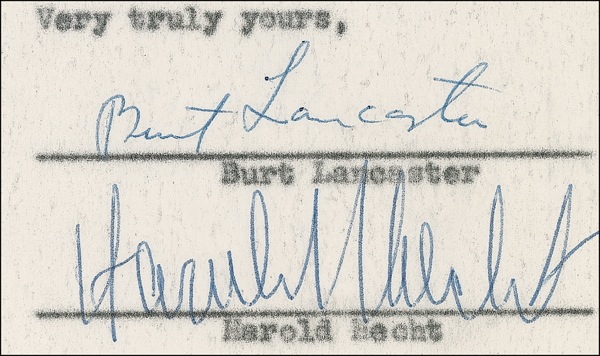 Very truly yours,
Burt Lancaster
Burt Lancaster
Harold Hecht
Harold Hecht